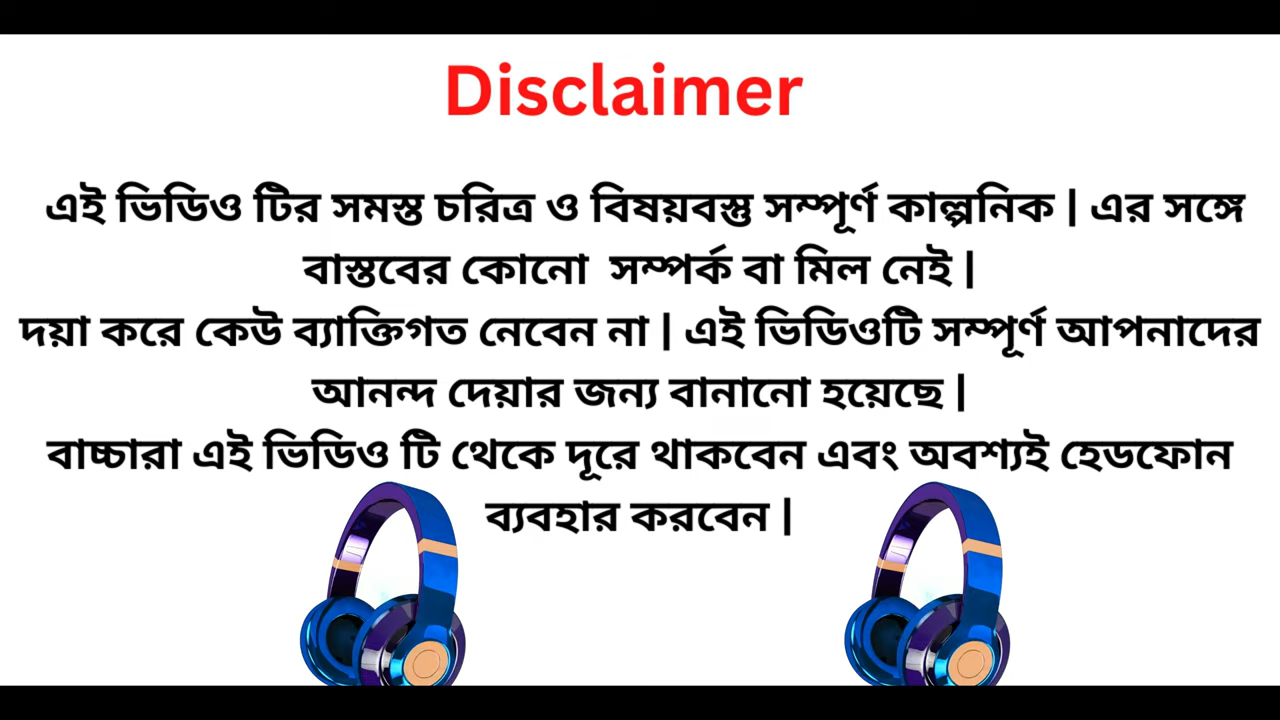 Disclaimer
এই ভিডিও টির সমস্ত চরিত্র ও বিষয়বস্তু সম্পূর্ণ কাল্পনিক | এর সঙ্গে
বাস্তবের কোনো সম্পর্ক বা মিল নেই |
দয়া করে কেউ ব্যাক্তিগত নেবেন না | এই ভিডিওটি সম্পূর্ণ আপনাদের
আনন্দ দেয়ার জন্য বানানো হয়েছে |
বাচ্চারা এই ভিডিও টি থেকে দূরে থাকবেন এবং অবশ্যই হেডফোন
ব্যবহার করবেন |